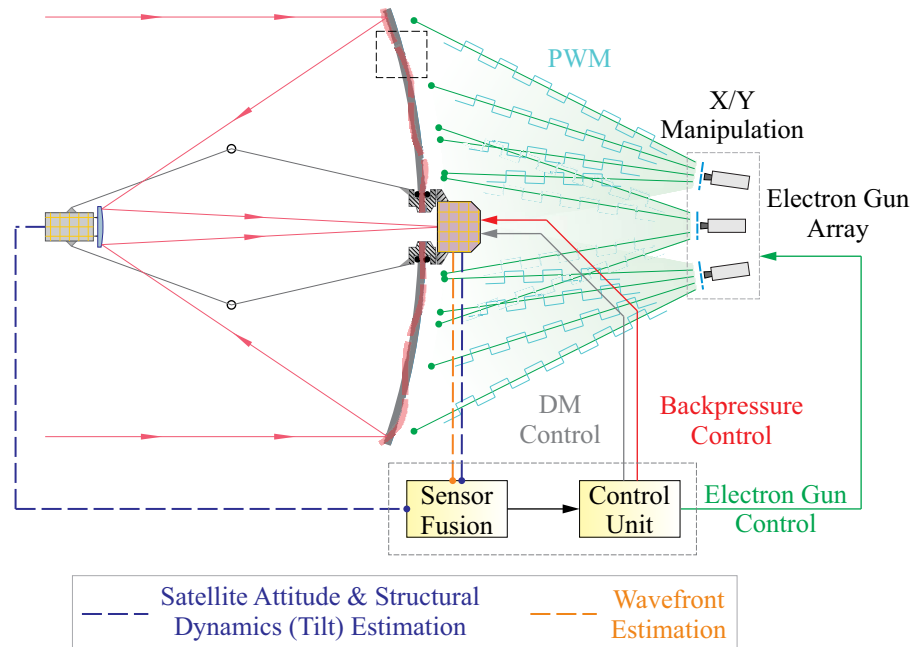 PWM
X/Y
Manipulation
Electron Gun
Array
DM
Control
Backpressure
Control
Sensor
Fusion
Control
Unit
Electron Gun
Control
Satellite Attitude & Structural
Dynamics (Tilt) Estimation
Wavefront
Estimation